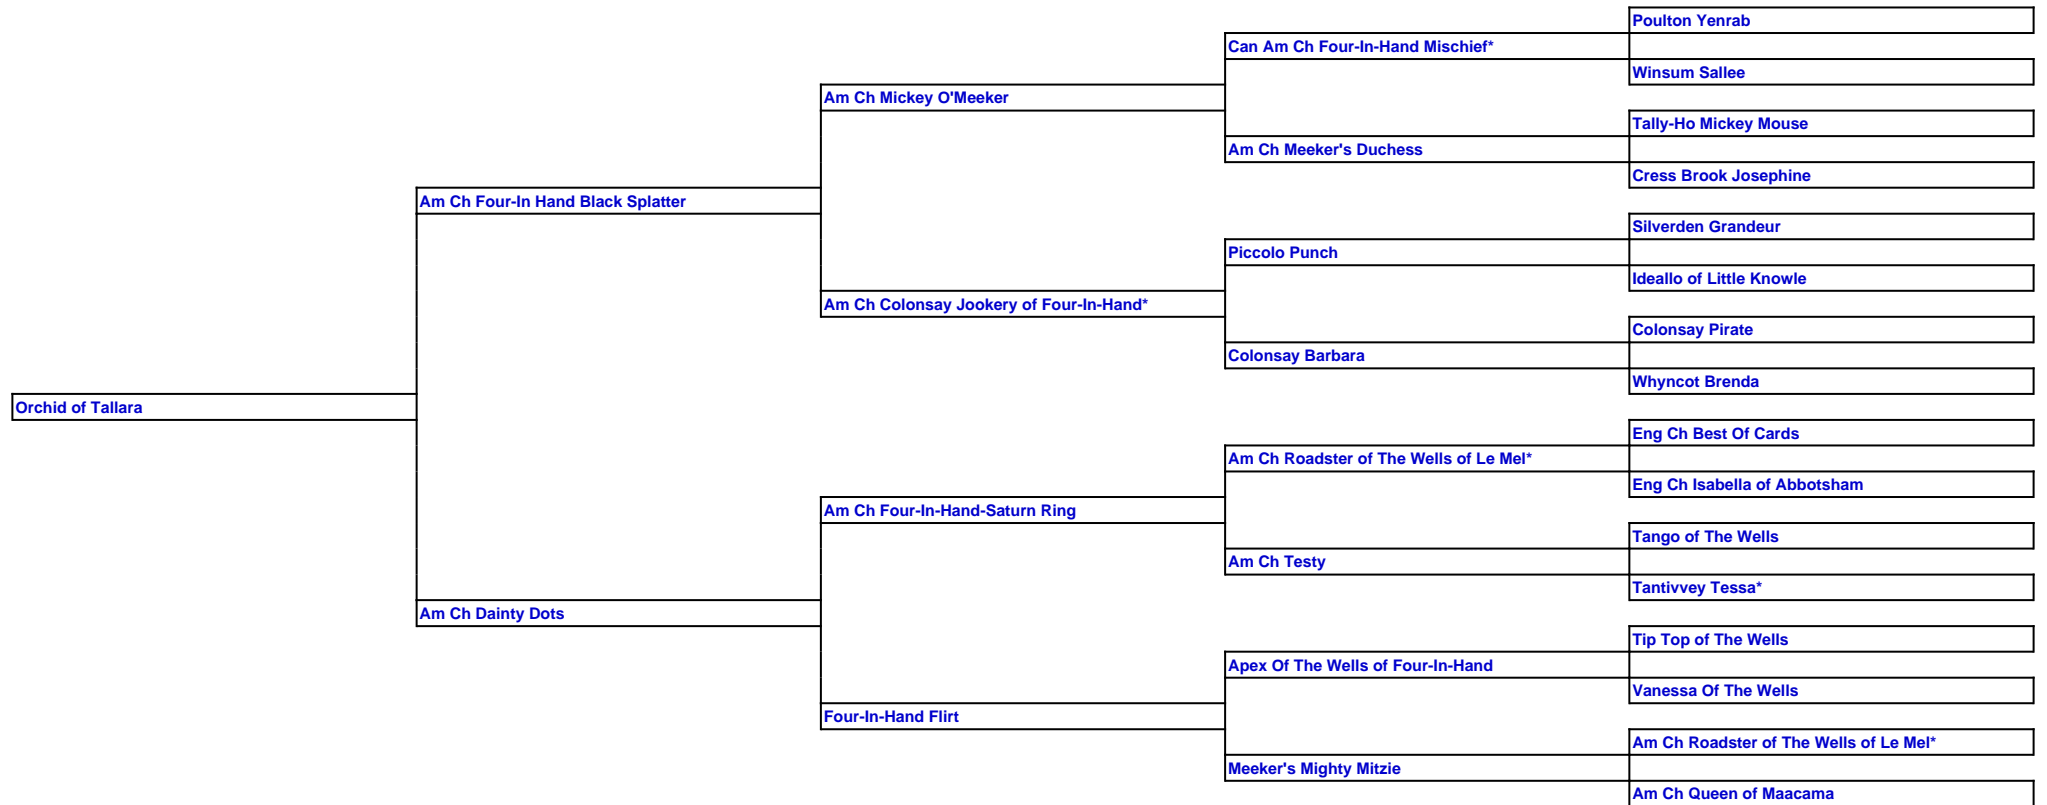 Poulton Yenrab
Can Am Ch Four-In-Hand Mischief*
Winsum Sallee
Am Ch Mickey O'Meeker
Tally-Ho Mickey Mouse
Am Ch Meeker's Duchess
Cress Brook Josephine
Am Ch Four-In Hand Black Splatter
Silverden Grandeur
Piccolo Punch
Ideallo of Little Knowle
Am Ch Colonsay Jookery of Four-In-Hand*
Colonsay Pirate
Colonsay Barbara
Whyncot Brenda
Orchid of Tallara
Eng Ch Best Of Cards
Am Ch Roadster of The Wells of Le Mel*
Eng Ch Isabella of Abbotsham
Am Ch Four-In-Hand-Saturn Ring
Tango of The Wells
Am Ch Testy
Tantivvey Tessa*
Am Ch Dainty Dots
Tip Top of The Wells
Apex Of The Wells of Four-In-Hand
Vanessa Of The Wells
Four-In-Hand Flirt
Am Ch Roadster of The Wells of Le Mel*
Meeker's Mighty Mitzie
Am Ch Queen of Maacama